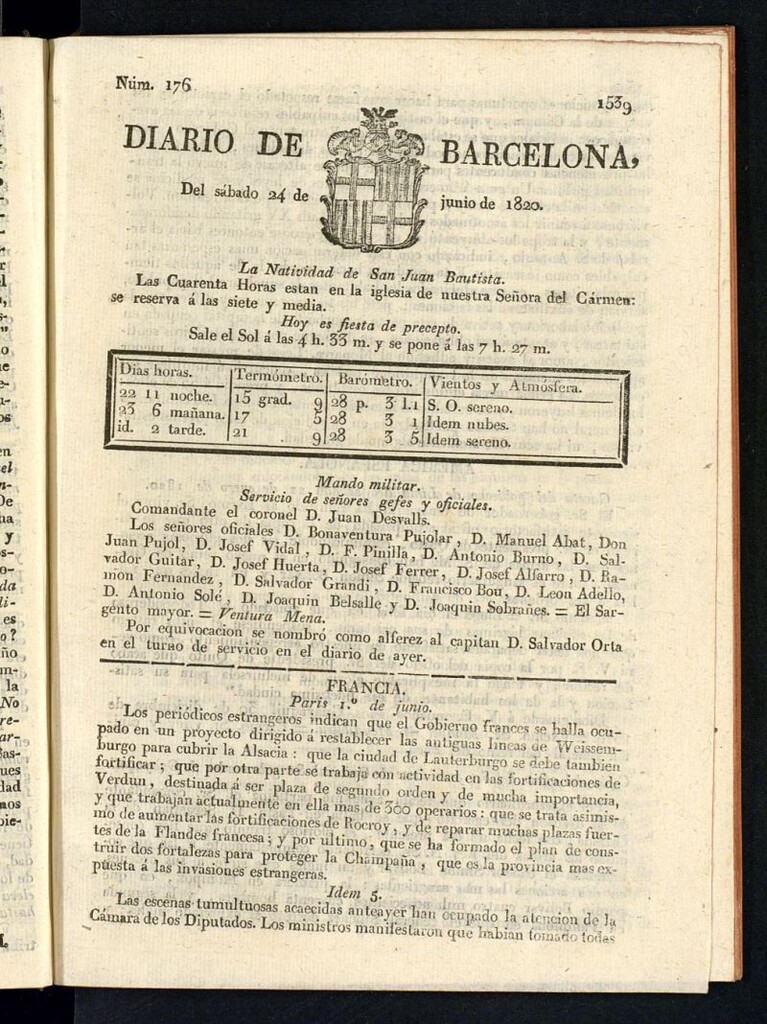 Núm. 176
1539
DIARIO DE BARCELONA,
Del sábado 24 de junio de 1820.
La Natividad de San Juan Bautista.
Las Cuarenta Horas estan en la iglesia de nuestra Señora del Cármen:
se reserva á las siete y media.
Hoy es fiesta de precepto.
Sale el Sol á las 4 h. 33 m. y se pone á las 7 h. 27 m.
Dias horas. Termómetro. Barómetro. Vientos y Atmósfera.
22 11 noche. 15 grad. 9 28 p. 3 l.1 S. O. sereno.
23 6 mañana. 17 5 28 3 1 Idem nubes.
id. 2 tarde. 21 9 28 3 5 Idem sereno.
Mando militar.
Servicio de señores gefes y oficiales.
Comandante el coronel D. Juan Desvalls.
Los señores oficiales D. Bonaventura Pujolar, D. Manuel Abat, Don
Juan Pujol, D. Josef Vidal, D. F. Pinilla, D. Antonio Burno, D. Sal-
vador Guitar, D. Josef Huerta, D. Josef Ferrer, D. Josef Alfarro, D. Ra-
mon Fernandez, D. Salvador Grandi, D. Francisco Bou, D. Leon Adello,
D. Antonio Solé, D. Joaquin Belsalle y D. Joaquin Sobrañes. = El Sar-
gento mayor. = Ventura Mena.
Por equivocacion se nombró como alferez al capitan D. Salvador Orta
en el turno de servicio en el diario de ayer.
FRANCIA.
Paris 1.º de junio.
Los periódicos estrangeros indican que el Gobierno frances se halla ocu-
pado en un proyecto dirigido á restablecer las antiguas lineas de Weissem-
burgo para cubrir la Alsacia: que la ciudad de Lauterburgo se debe tambien
fortificar; que por otra parte se trabaja con actividad en las fortificaciones de
Verdun, destinada á ser plaza de segundo orden y de mucha importancia,
y que trabajan actualmente en ella mas de 300 operarios: que se trata asimis-
mo de aumentar las fortificaciones de Rocroy, y de reparar muchas plazas fuer-
tes de la Flandes francesa; y por ultimo, que se ha formado el plan de cons-
truir dos fortalezas para proteger la Champaña, que es la provincia mas ex-
puesta á las invasiones estrangeras.
Idem 5.
Las escenas tumultuosas acaecidas anteayer han ocupado la atencion de la
Cámara de los Diputados. Los ministros manifestaron que habian tomado todas